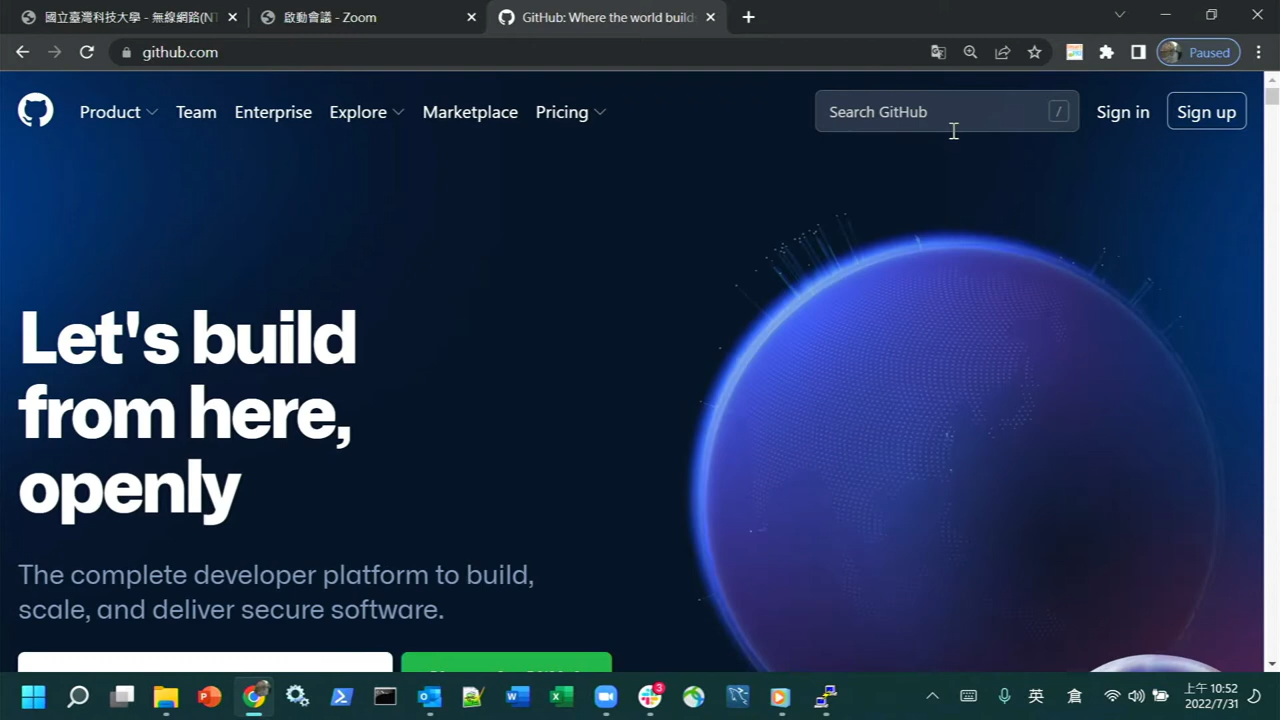 國立臺灣科技大學 - 無線網路(NT
啟動會議 - Zoom
GitHub: Where the world build
github.com
Paused
Product
Team
Enterprise
Explore
Marketplace
Pricing
Search GitHub
/
Sign in
Sign up
Let's build
from here,
openly
The complete developer platform to build,
scale, and deliver secure software.
3
英
上午 10:52
2022/7/31